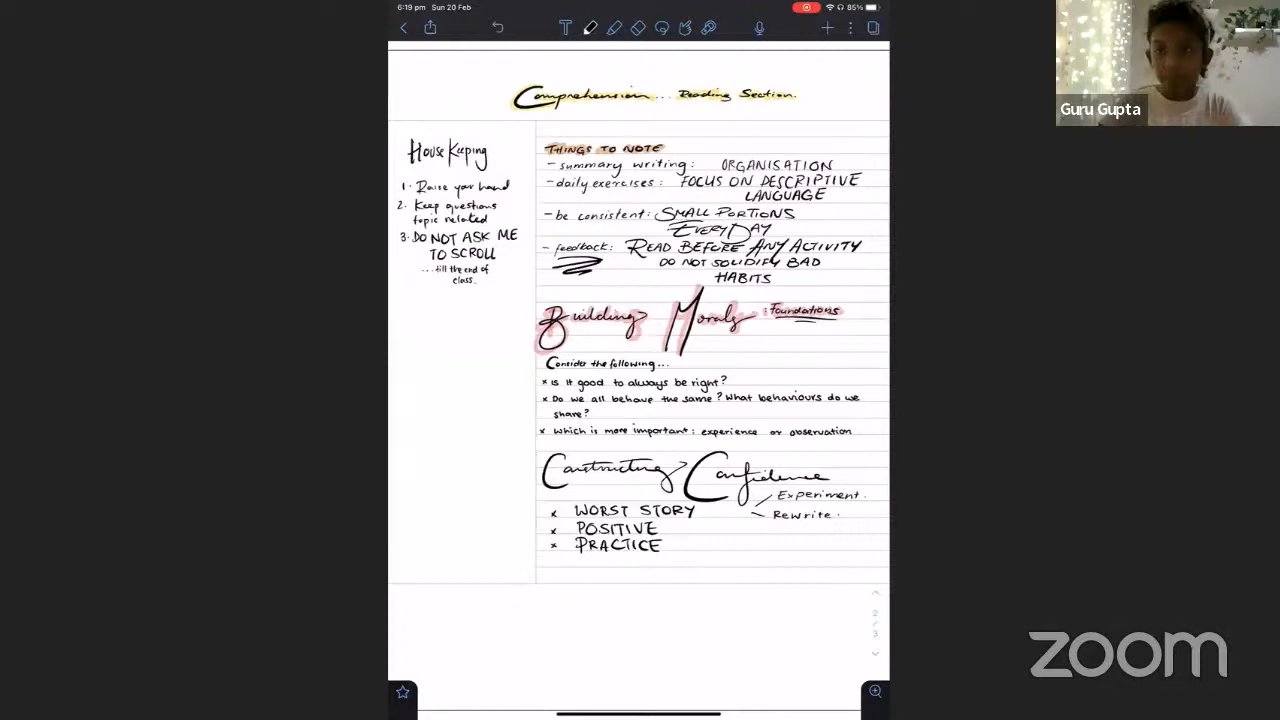 6:19 pm Sun 20 Feb
85%
Comprehension... Reading Section.
House Keeping
1. Raise your hand
2. Keep questions
topic related
3. DO NOT ASK ME
TO SCROLL
...till the end of
class.
THINGS TO NOTE
- summary writing: ORGANISATION
- daily exercises: FOCUS ON DESCRIPTIVE
LANGUAGE
- be consistent: SMALL PORTIONS
EVERY DAY
- feedback: READ BEFORE ANY ACTIVITY
DO NOT SOLIDIFY BAD
HABITS
Building Morals : Foundations
Consider the following...
x Is it good to always be right?
x Do we all behave the same? What behaviours do we
share?
x Which is more important: experience or observation
Constructing Confidence
Experiment.
x WORST STORY
Rewrite.
x POSITIVE
x PRACTICE
2
/
3
Guru Gupta
zoom